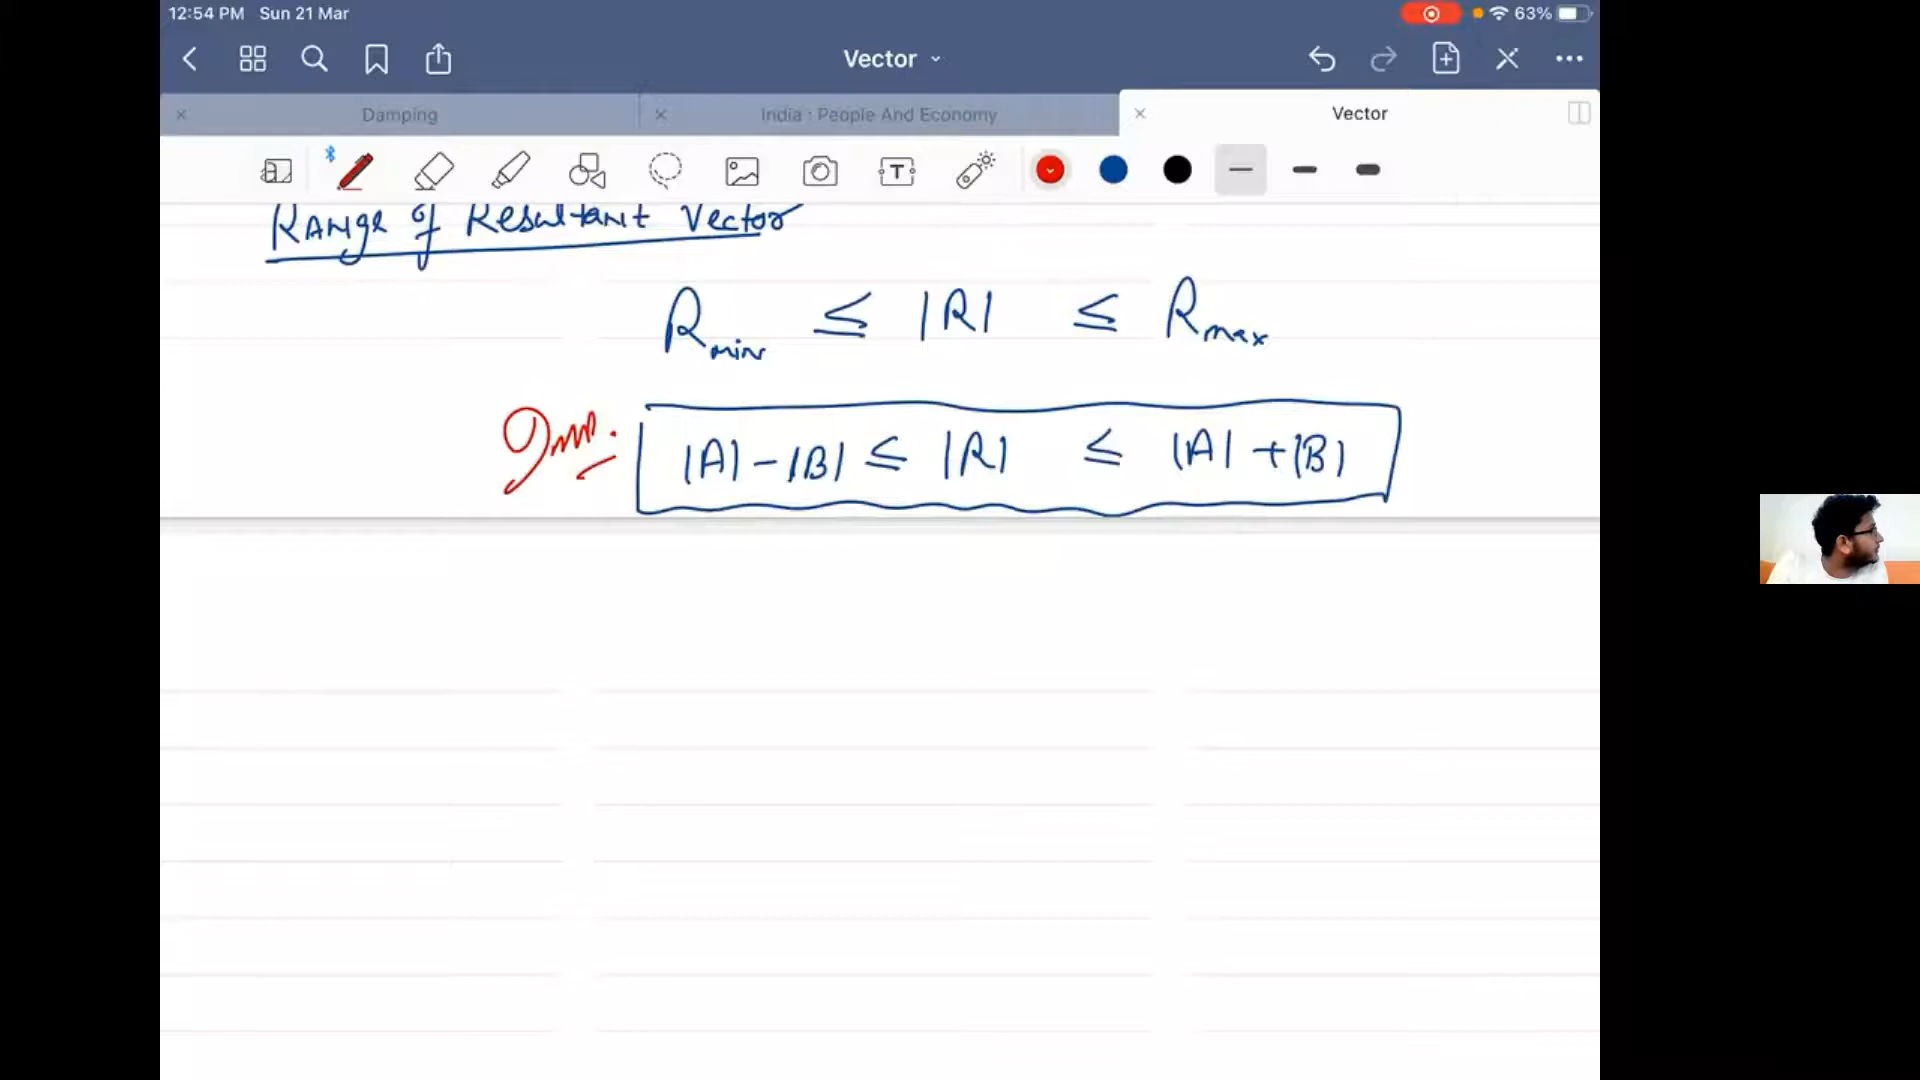 12:54 PM Sun 21 Mar
63%
Vector
Damping
India : People And Economy
Vector
a
T
Range of Resultant Vector
Rmin ≤ |R| ≤ Rmax
Imp.
|A| - |B| ≤ |R| ≤ |A| + |B|